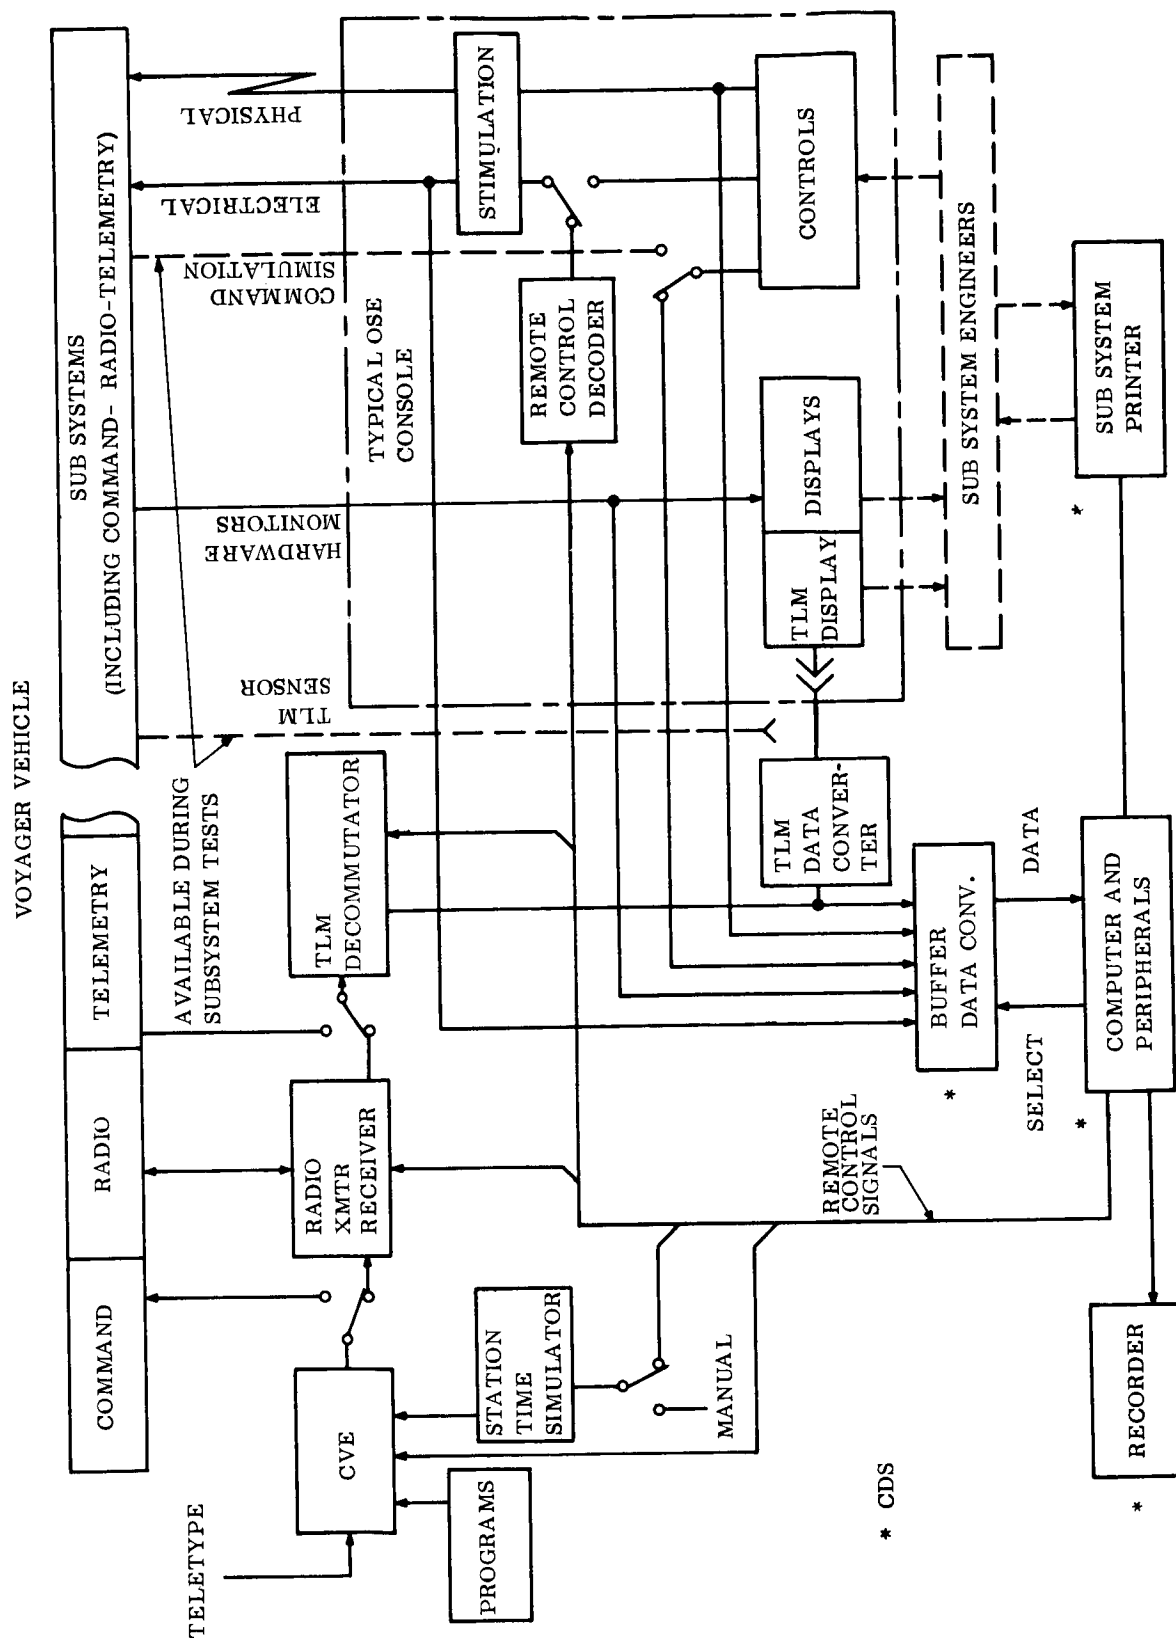 VOYAGER VEHICLE
COMMAND
RADIO
TELEMETRY
SUB SYSTEMS
(INCLUDING COMMAND- RADIO-TELEMETRY)
TELETYPE
AVAILABLE DURING
SUBSYSTEM TESTS
TLM
SENSOR
HARDWARE
MONITORS
COMMAND
SIMULATION
ELECTRICAL
PHYSICAL
CVE
RADIO
XMTR
RECEIVER
TLM
DECOMMUTATOR
TYPICAL OSE
CONSOLE
STIMULATION
PROGRAMS
STATION
TIME
SIMULATOR
REMOTE
CONTROL
DECODER
MANUAL
TLM
DATA
CONVER-
TER
TLM
DISPLAY
DISPLAYS
CONTROLS
REMOTE
CONTROL
SIGNALS
BUFFER
DATA CONV.
*
SUB SYSTEM ENGINEERS
* CDS
SELECT
DATA
*
RECORDER
*
COMPUTER AND
PERIPHERALS
*
SUB SYSTEM
PRINTER